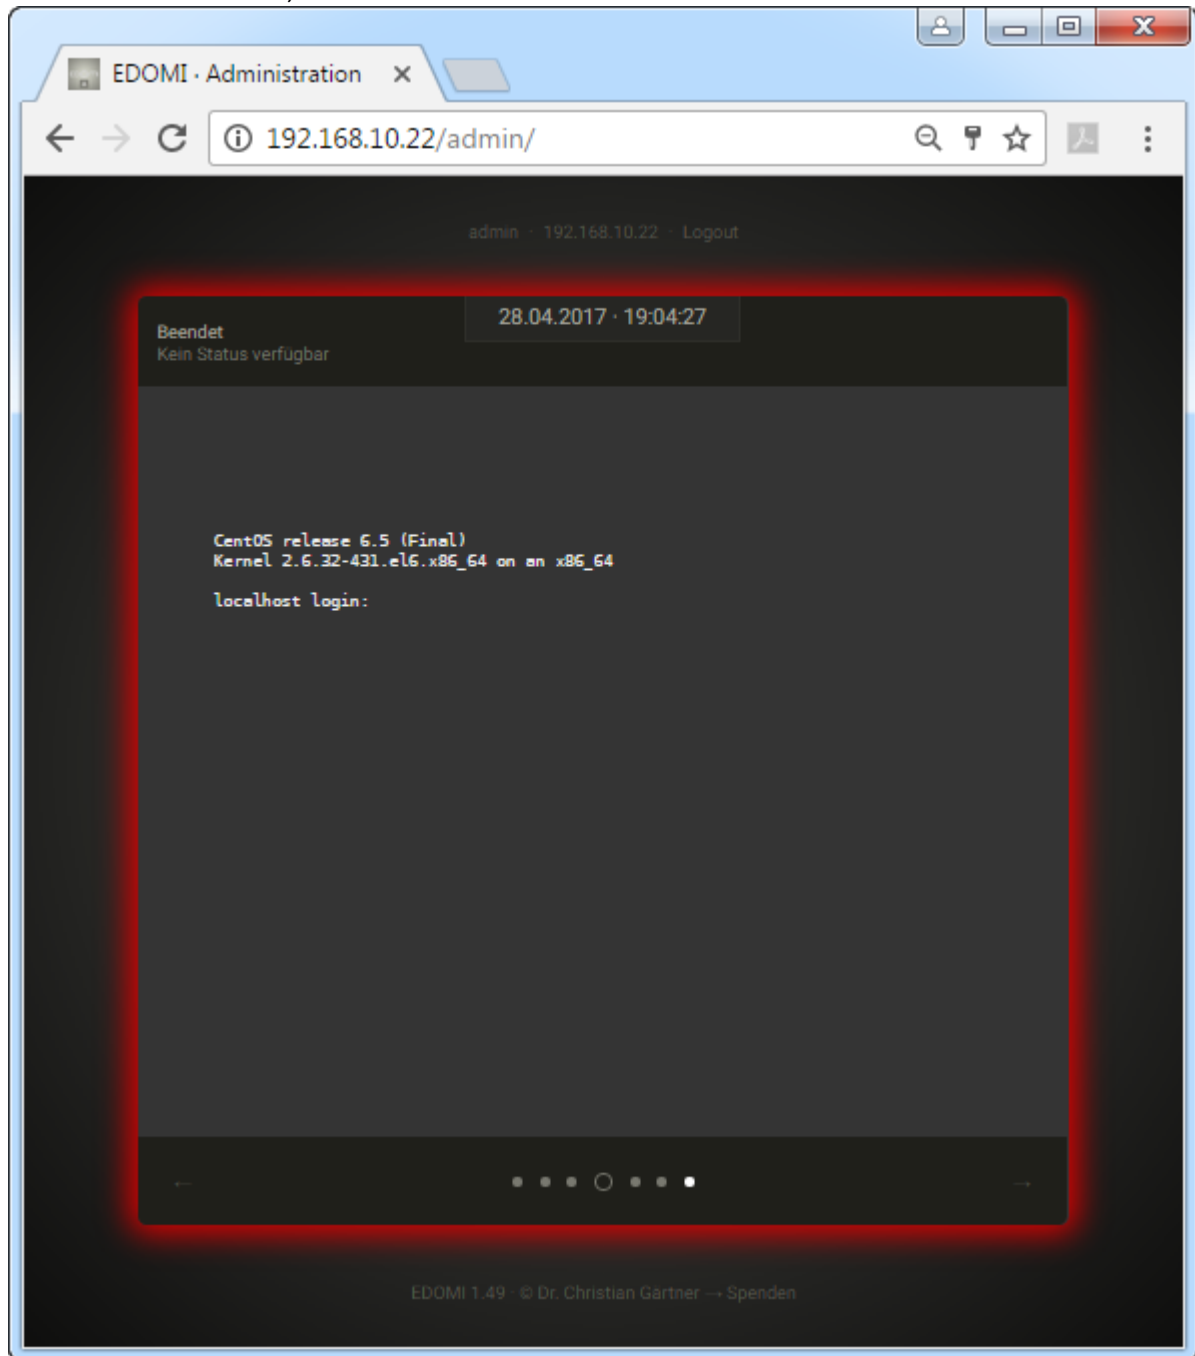 EDOMI · Administration
192.168.10.22/admin/
admin · 192.168.10.22 · Logout
28.04.2017 · 19:04:27
Beendet
Kein Status verfügbar
CentOS release 6.5 (Final)
Kernel 2.6.32-431.el6.x86_64 on an x86_64
localhost login:
EDOMI 1.49 · © Dr. Christian Gärtner → Spenden